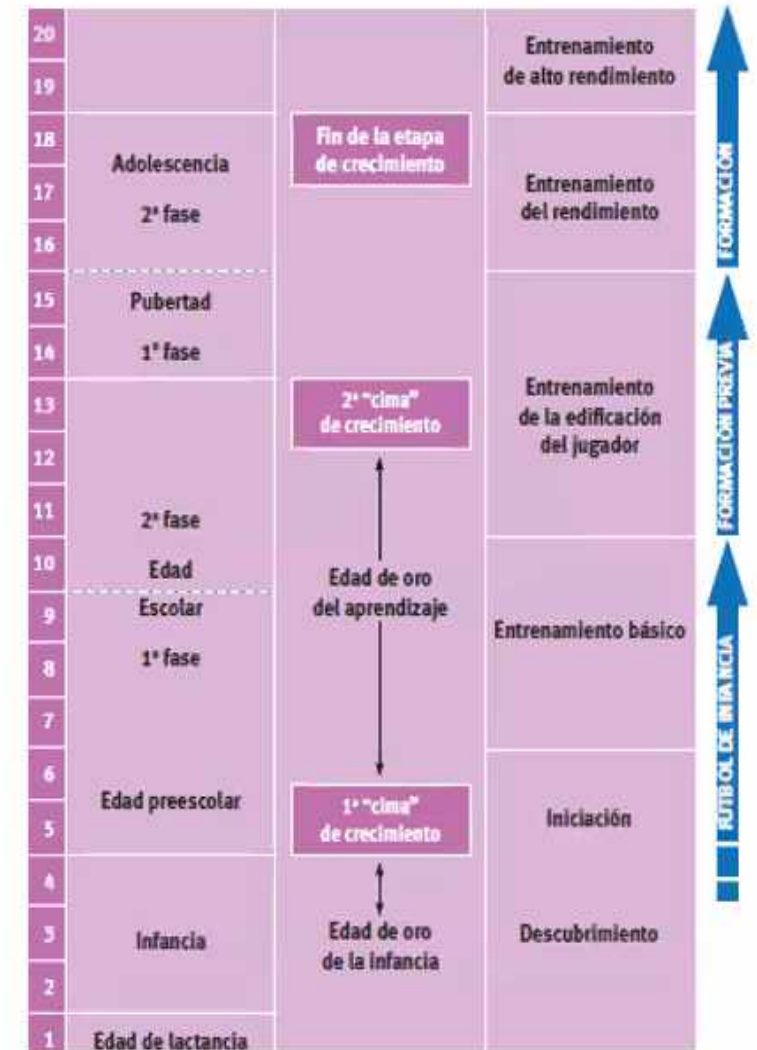 20
19
18
17
16
15
14
13
12
11
10
9
8
7
6
5
4
3
2
1
Adolescencia
2ª fase
Pubertad
1ª fase
2ª fase
Edad
Escolar
1ª fase
Edad preescolar
Infancia
Edad de lactancia
Fin de la etapa
de crecimiento
2ª "cima"
de crecimiento
Edad de oro
del aprendizaje
1ª "cima"
de crecimiento
Edad de oro
de la infancia
Entrenamiento
de alto rendimiento
Entrenamiento
del rendimiento
Entrenamiento
de la edificación
del jugador
Entrenamiento básico
Iniciación
Descubrimiento
FORMACIÓN
FORMACIÓN PREVIA
FUTBOL DE INFANCIA